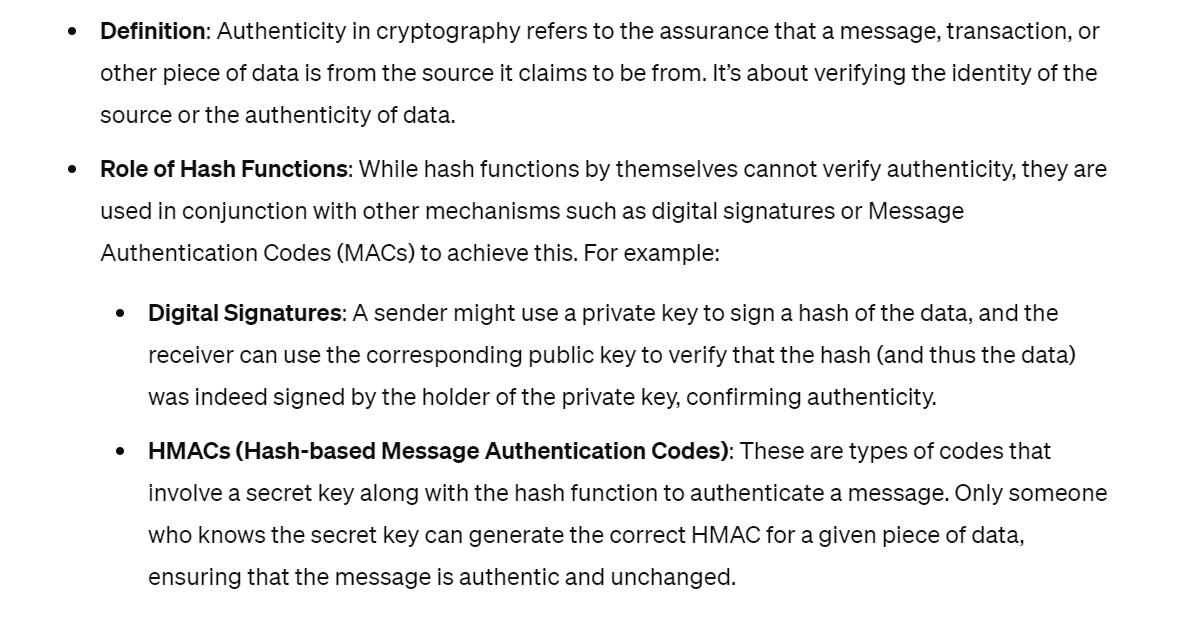 • Definition: Authenticity in cryptography refers to the assurance that a message, transaction, or
other piece of data is from the source it claims to be from. It’s about verifying the identity of the
source or the authenticity of data.
• Role of Hash Functions: While hash functions by themselves cannot verify authenticity, they are
used in conjunction with other mechanisms such as digital signatures or Message
Authentication Codes (MACs) to achieve this. For example:
• Digital Signatures: A sender might use a private key to sign a hash of the data, and the
receiver can use the corresponding public key to verify that the hash (and thus the data)
was indeed signed by the holder of the private key, confirming authenticity.
• HMACs (Hash-based Message Authentication Codes): These are types of codes that
involve a secret key along with the hash function to authenticate a message. Only someone
who knows the secret key can generate the correct HMAC for a given piece of data,
ensuring that the message is authentic and unchanged.